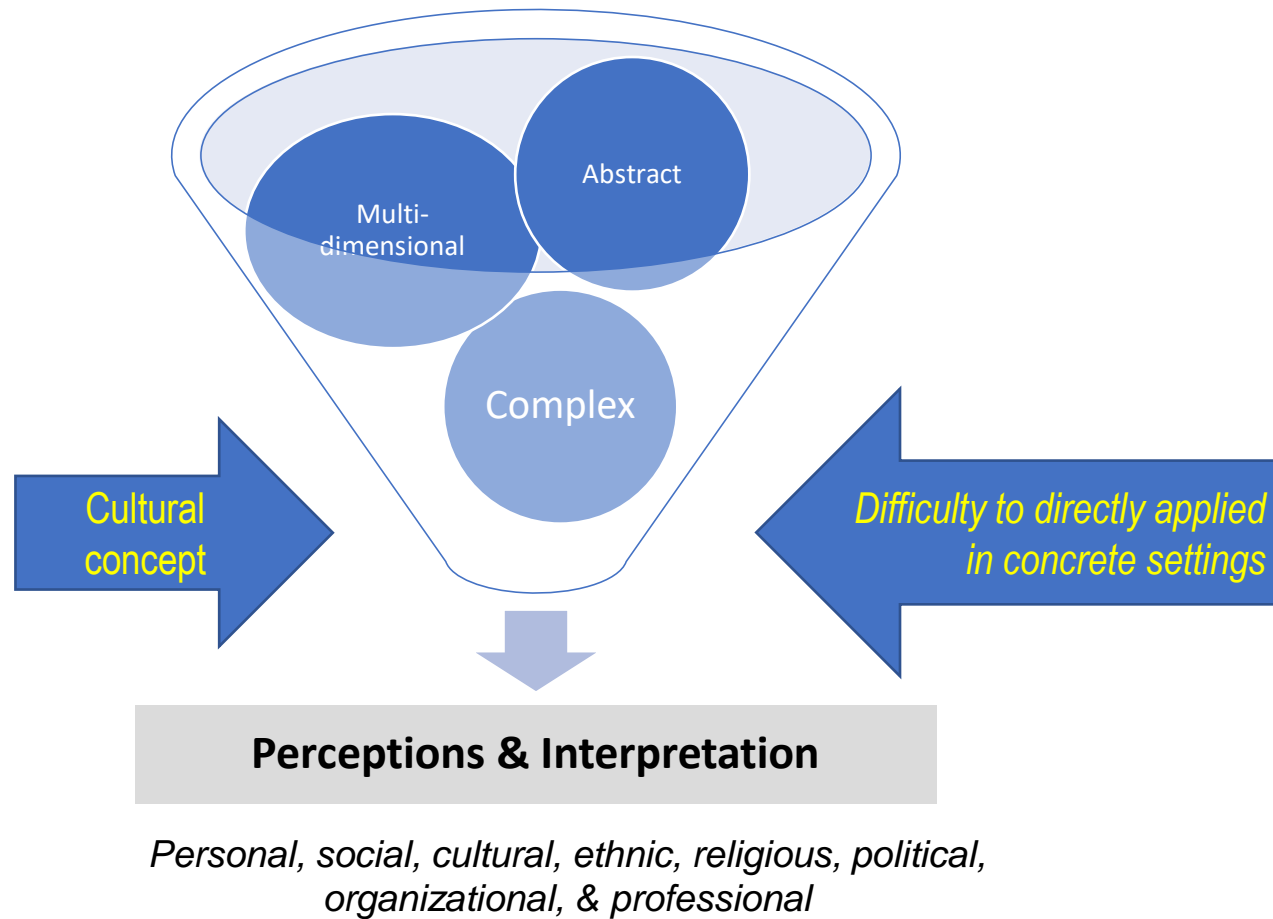 Abstract
Multi-
dimensional
Complex
Cultural
concept
Difficulty to directly applied
in concrete settings
Perceptions & Interpretation
Personal, social, cultural, ethnic, religious, political,
organizational, & professional